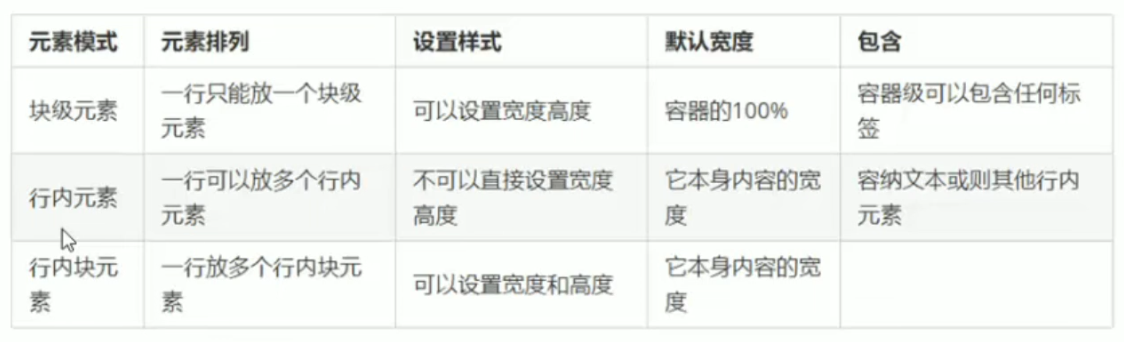 元素模式 元素排列 设置样式 默认宽度 包含
块级元素 一行只能放一个块级元素 可以设置宽度高度 容器的100% 容器级可以包含任何标签
行内元素 一行可以放多个行内元素 不可以直接设置宽度高度 它本身内容的宽度 容纳文本或则其他行内元素
行内块元素 一行放多个行内块元素 可以设置宽度和高度 它本身内容的宽度